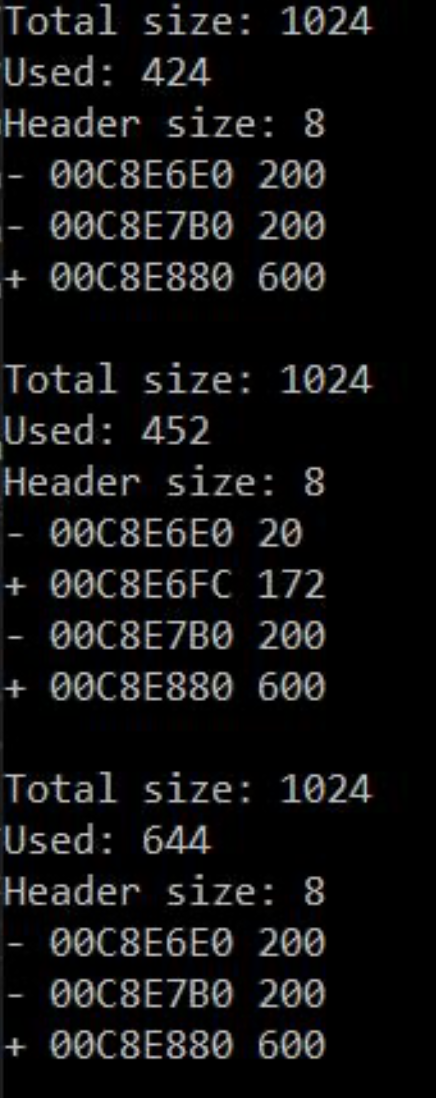 Total size: 1024
Used: 424
Header size: 8
- 00C8E6E0 200
- 00C8E7B0 200
+ 00C8E880 600
Total size: 1024
Used: 452
Header size: 8
- 00C8E6E0 20
+ 00C8E6FC 172
- 00C8E7B0 200
+ 00C8E880 600
Total size: 1024
Used: 644
Header size: 8
- 00C8E6E0 200
- 00C8E7B0 200
+ 00C8E880 600